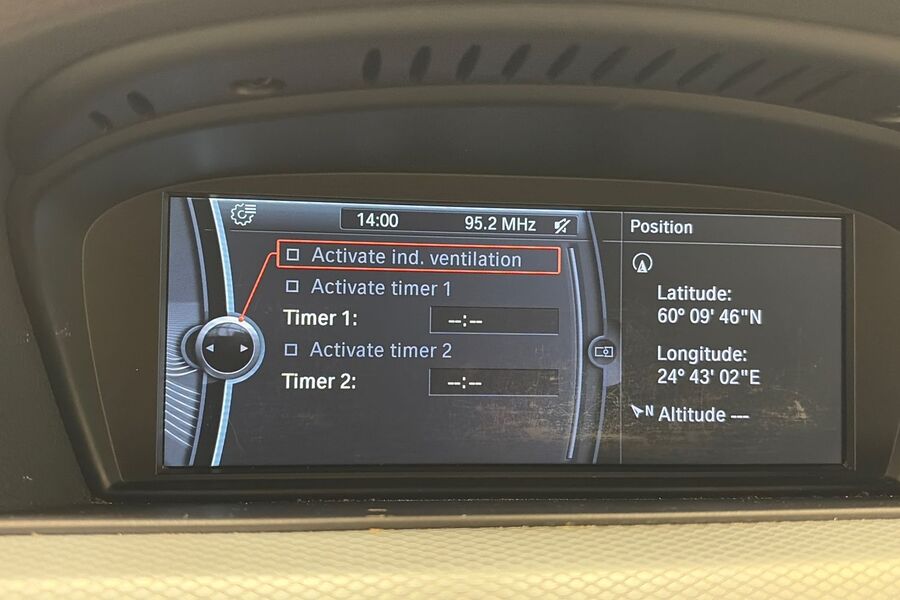 14:00 95.2 MHz
Activate ind. ventilation
Activate timer 1
Timer 1: --:--
Activate timer 2
Timer 2: --:--
Position
Latitude:
60° 09' 46"N
Longitude:
24° 43' 02"E
N Altitude ---